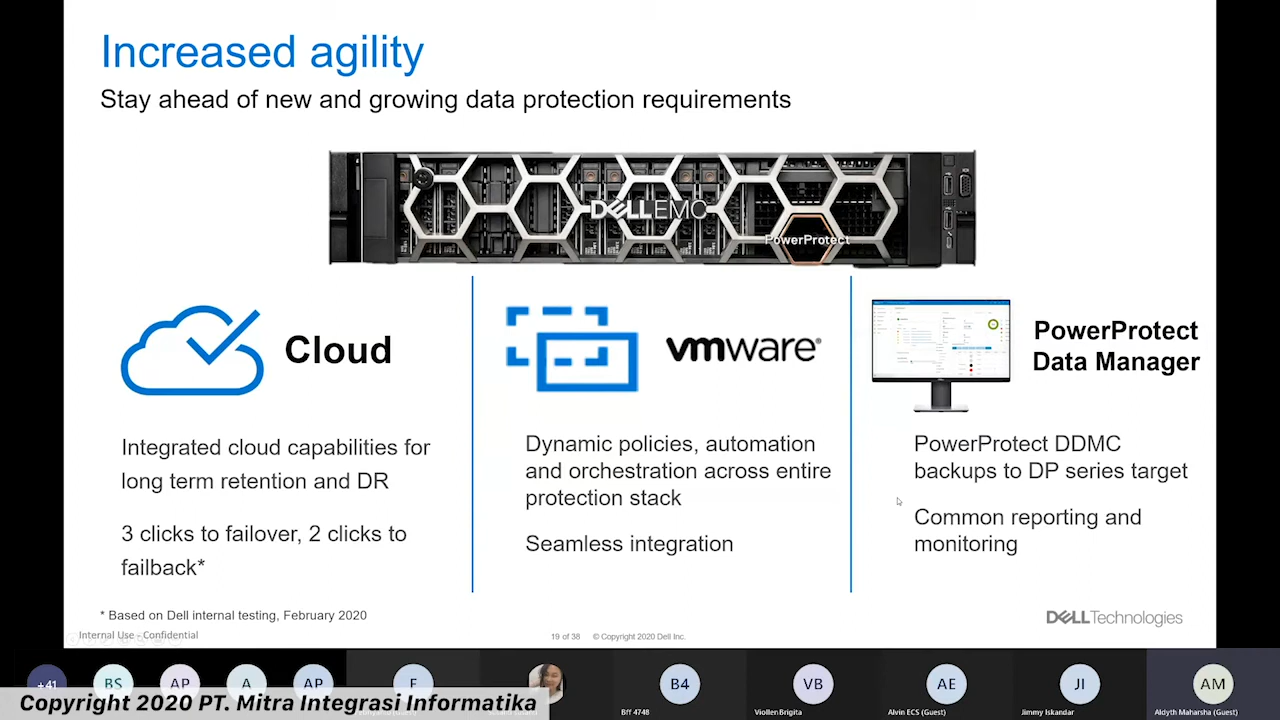 Increased agility
Stay ahead of new and growing data protection requirements
DELLEMC
PowerProtect
Cloud
Integrated cloud capabilities for
long term retention and DR
3 clicks to failover, 2 clicks to
failback*
vmware®
Dynamic policies, automation
and orchestration across entire
protection stack
Seamless integration
PowerProtect
Data Manager
PowerProtect DDMC
backups to DP series target
Common reporting and
monitoring
* Based on Dell internal testing, February 2020
Internal Use - Confidential
19 of 38 © Copyright 2020 Dell Inc.
DELLTechnologies
+41
BS
AP
A
AP
F
B4
VB
AE
JI
AM
Bff 4748
Viollen Brigita
Alvin ECS (Guest)
Jimmy Iskandar
Aldyth Maharsha (Guest)
Copyright 2020 PT. Mitra Integrasi Informatika